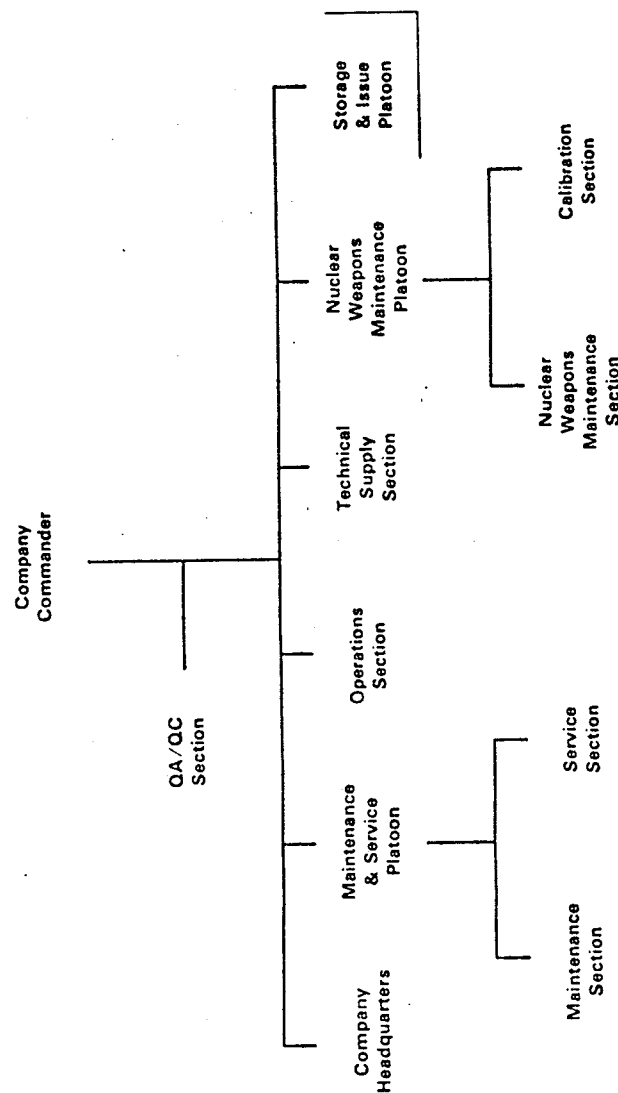 Company
Commander
QA/QC
Section
Company
Headquarters
Maintenance
& Service
Platoon
Operations
Section
Technical
Supply
Section
Nuclear
Weapons
Maintenance
Platoon
Storage
& Issue
Platoon
Maintenance
Section
Service
Section
Nuclear
Weapons
Maintenance
Section
Calibration
Section